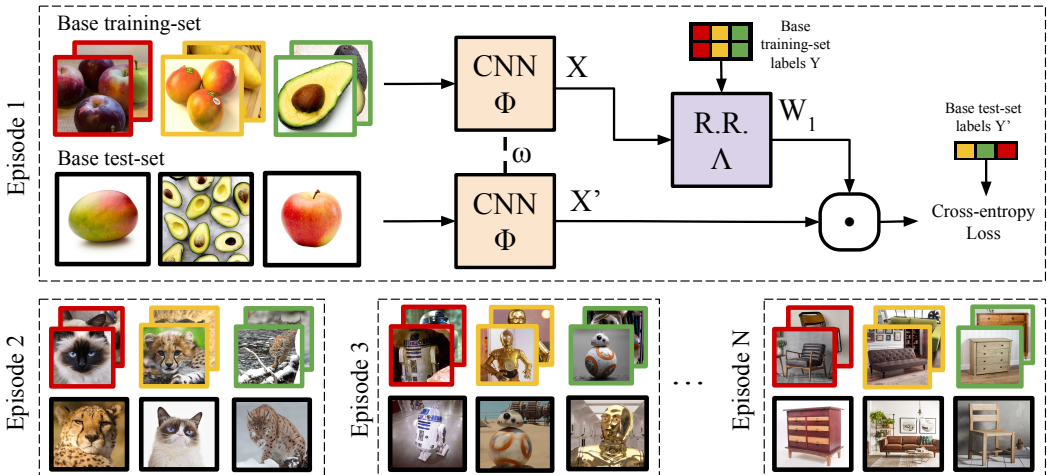 Episode 1
Base training-set
Base test-set
CNN
Φ
ω
CNN
Φ
X
X'
Base
training-set
labels Y
R.R.
Λ
W₁
Base test-set
labels Y'
Cross-entropy
Loss
Episode 2
Episode 3
...
Episode N